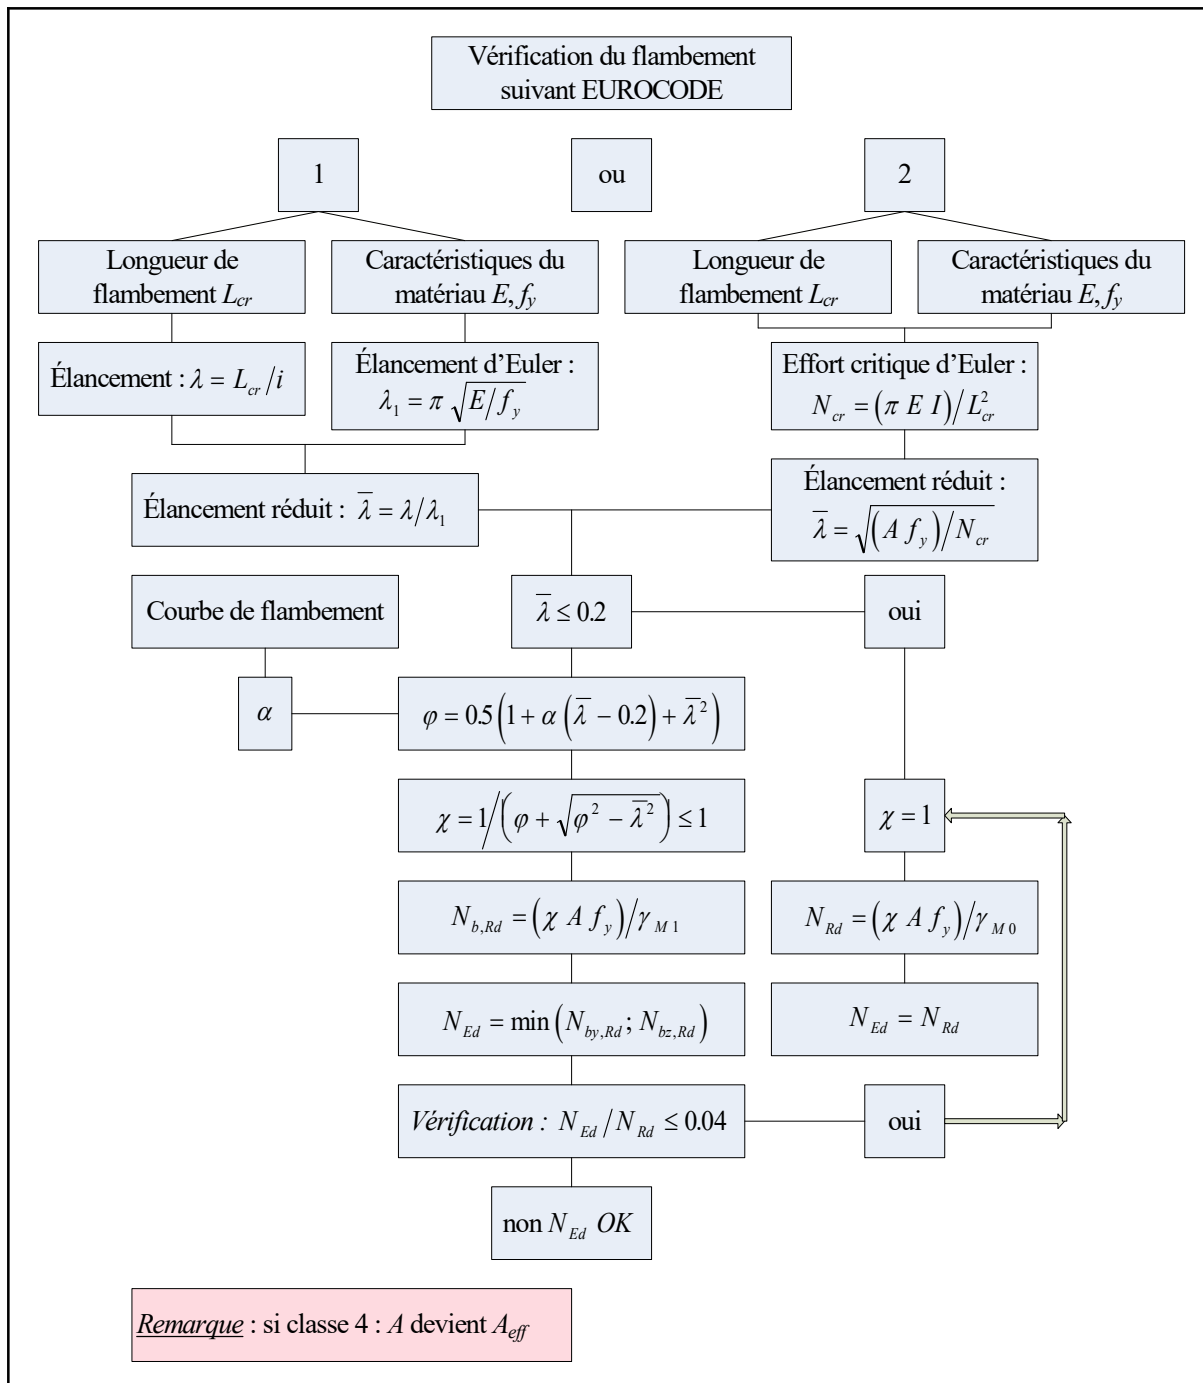 Vérification du flambement
suivant EUROCODE
1
ou
2
Longueur de
flambement L_cr
Caractéristiques du
matériau E, f_y
Longueur de
flambement L_cr
Caractéristiques du
matériau E, f_y
Élancement : λ = L_cr/i
Élancement d’Euler :
λ_1 = π √(E/f_y)
Effort critique d’Euler :
N_cr = (π E I)/L_cr^2
Élancement réduit : λ̅ = λ/λ_1
Élancement réduit :
λ̅ = √((A f_y)/N_cr)
Courbe de flambement
λ̅ ≤ 0.2
oui
α
φ = 0.5(1 + α (λ̅ − 0.2) + λ̅^2)
χ = 1/(φ + √(φ^2 − λ̅^2)) ≤ 1
χ = 1
N_b,Rd = (χ A f_y)/γ_M1
N_Rd = (χ A f_y)/γ_M0
N_Ed = min (N_by,Rd ; N_bz,Rd)
N_Ed = N_Rd
Vérification : N_Ed/N_Rd ≤ 0.04
oui
non N_Ed OK
Remarque : si classe 4 : A devient A_eff